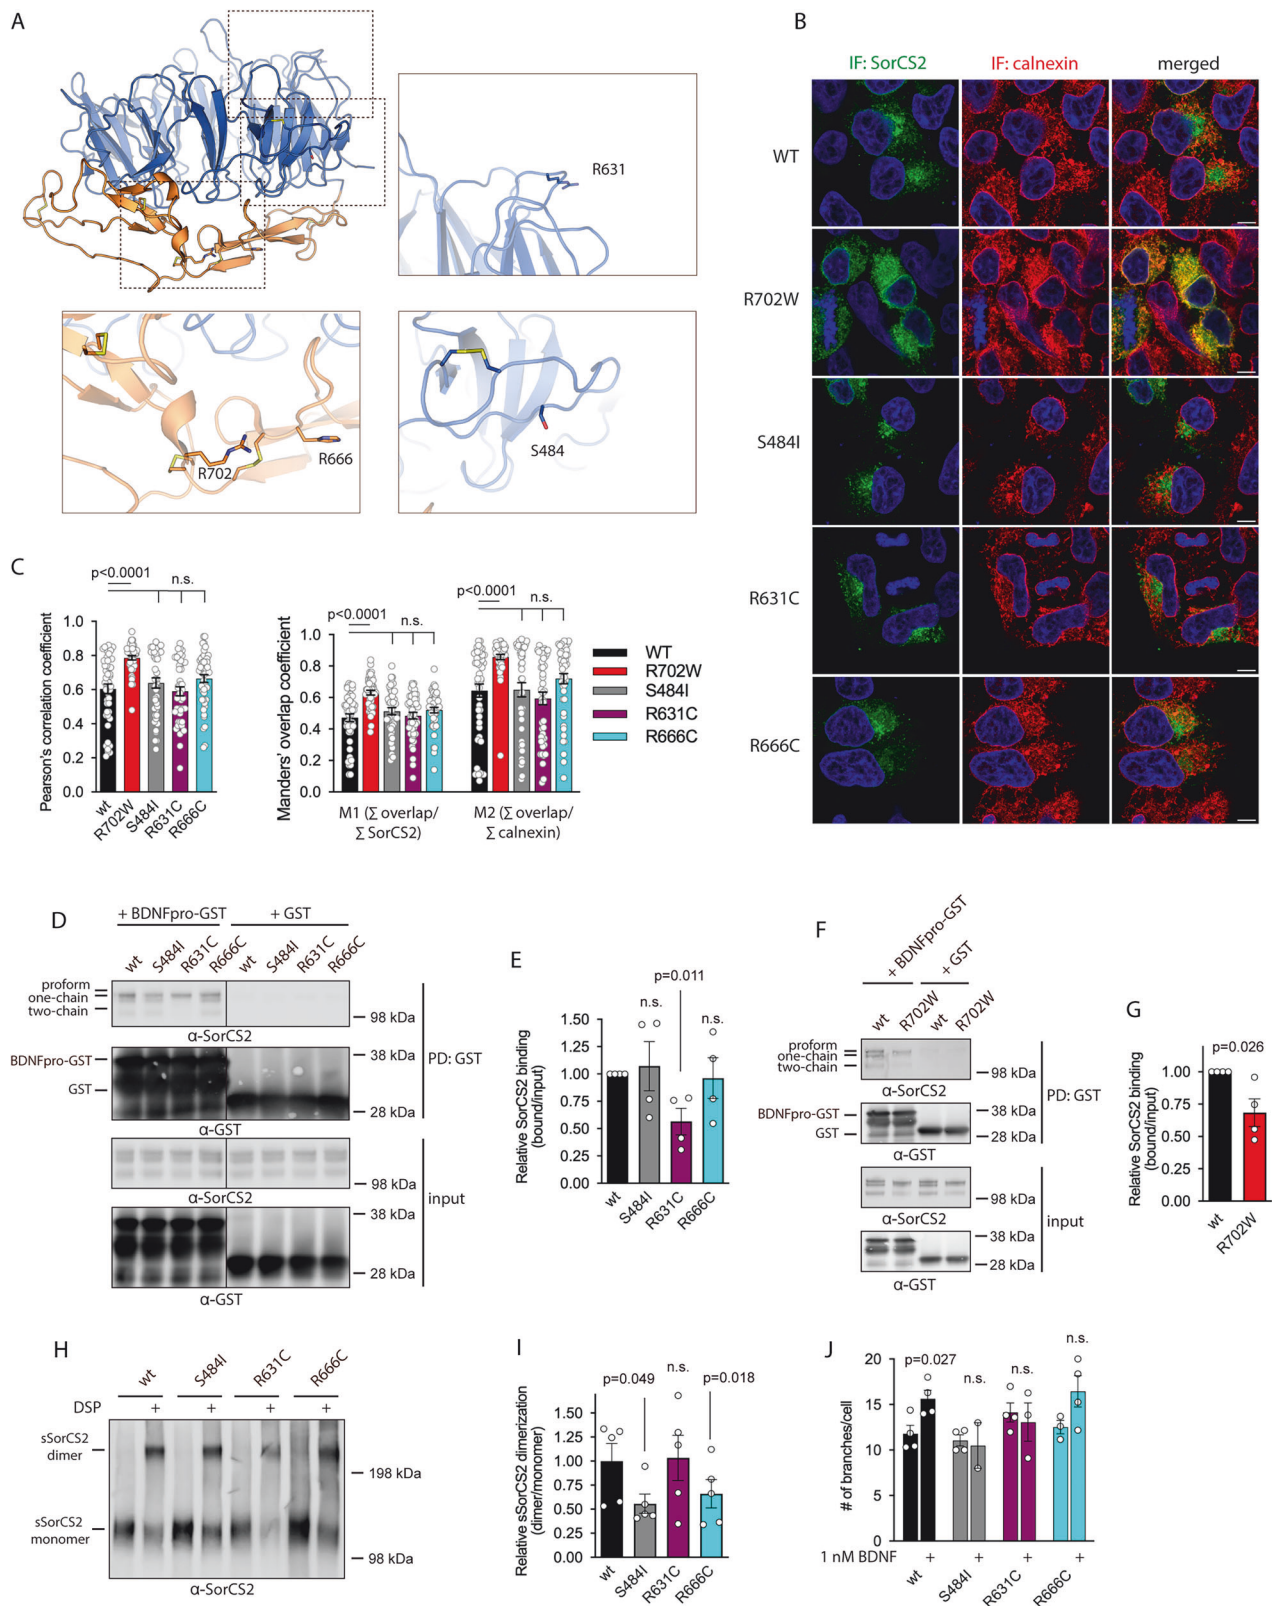 A
R631
R702
R666
S484
B
IF: SorCS2
IF: calnexin
merged
WT
R702W
S484I
R631C
R666C
C
p<0.0001
n.s.
Pearson's correlation coefficient
1.0
0.8
0.6
0.4
0.2
0.0
wt
R702W
S484I
R631C
R666C
p<0.0001
n.s.
p<0.0001
n.s.
Manders' overlap coefficient
1.0
0.8
0.6
0.4
0.2
0.0
M1 (Σ overlap/
Σ SorCS2)
M2 (Σ overlap/
Σ calnexin)
WT
R702W
S484I
R631C
R666C
D
+ BDNFpro-GST
+ GST
wt
S484I
R631C
R666C
wt
S484I
R631C
R666C
proform
one-chain
two-chain
98 kDa
α-SorCS2
BDNFpro-GST
GST
38 kDa
28 kDa
α-GST
PD: GST
98 kDa
α-SorCS2
38 kDa
28 kDa
α-GST
input
E
p=0.011
n.s.
n.s.
Relative SorCS2 binding
(bound/input)
1.50
1.25
1.00
0.75
0.50
0.25
0.00
wt
S484I
R631C
R666C
F
+ BDNFpro-GST
+ GST
wt
R702W
wt
R702W
proform
one-chain
two-chain
98 kDa
α-SorCS2
BDNFpro-GST
GST
38 kDa
28 kDa
α-GST
PD: GST
98 kDa
α-SorCS2
38 kDa
28 kDa
α-GST
input
G
p=0.026
Relative SorCS2 binding
(bound/input)
1.00
0.75
0.50
0.25
0.00
wt
R702W
H
wt
S484I
R631C
R666C
DSP
+
+
+
+
sSorCS2
dimer
198 kDa
sSorCS2
monomer
98 kDa
α-SorCS2
I
p=0.049
n.s.
p=0.018
Relative sSorCS2 dimerization
(dimer/monomer)
1.50
1.25
1.00
0.75
0.50
0.25
0.00
wt
S484I
R631C
R666C
J
p=0.027
n.s.
n.s.
n.s.
# of branches/cell
20
15
10
5
0
1 nM BDNF
+
+
+
+
wt
S484I
R631C
R666C